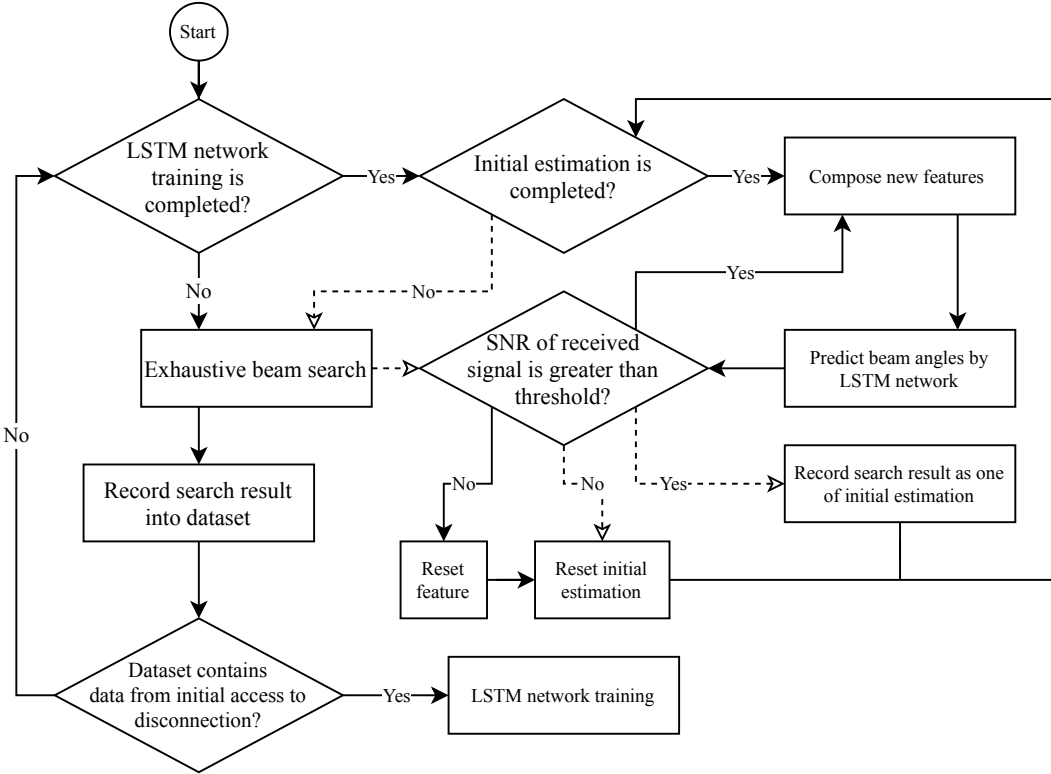 Start
LSTM network
training is
completed?
Yes
Initial estimation is
completed?
Yes
Compose new features
No
No
Yes
Exhaustive beam search
SNR of received
signal is greater than
threshold?
Predict beam angles by
LSTM network
No
Record search result
into dataset
No
No
Yes
Record search result as one
of initial estimation
Reset
feature
Reset initial
estimation
Dataset contains
data from initial access to
disconnection?
Yes
LSTM network training